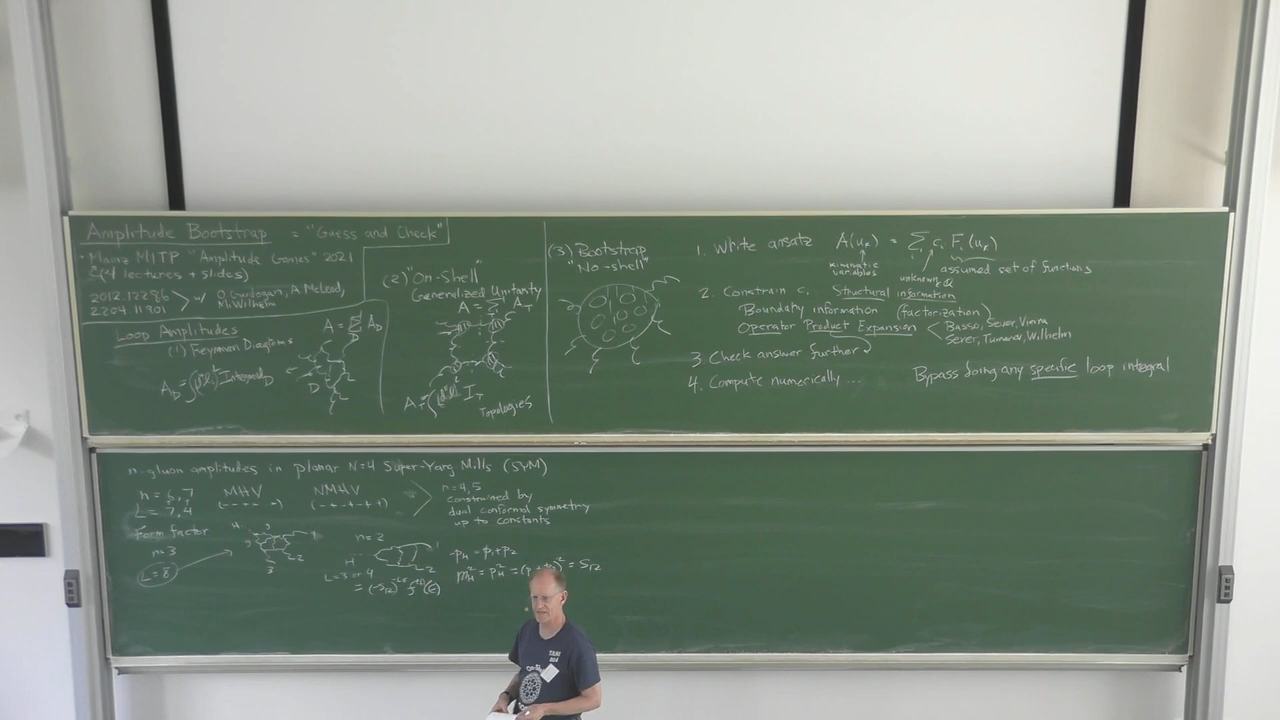 Amplitude Bootstrap = "Guess and Check"
• Mainz MITP "Amplitude Games" 2021
(4 lectures + slides)
2012.12286
2204.11901
> w/ O. Gurdogan, A. McLeod,
M. Wilhelm
Loop Amplitudes
(1) Feynman Diagrams
A = Σ A_D
D
A_D =
Integrand_D
(2) "On-Shell"
Generalized Unitarity
A = Σ A_T
I_T
Topologies
(3) Bootstrap
"No-shell"
1. Write ansatz A(u_k) = Σ c_i F_i(u_k)
kinematic
variables
unknown
assumed set of functions
2. Constrain c_i Structural information
Boundary information (factorization)
Operator Product Expansion < Basso, Sever, Vieira
Sever, Tumanov, Wilhelm
3 Check answer further
4. Compute numerically ...
Bypass doing any specific loop integral
n-gluon amplitudes in planar N=4 Super-Yang Mills (SYM)
n = 6,7 MHV NMHV
L = 7,4 (--+--+) (-+-+-+)
n=4,5
constrained by
dual conformal symmetry
up to constants
Form factor
n=3
L=8
n=2
H
L=3 or 4
-p_H = p_1+p_2
m_H^2 = p_H^2 = (p_1+p_2)^2 = s_12
TASI